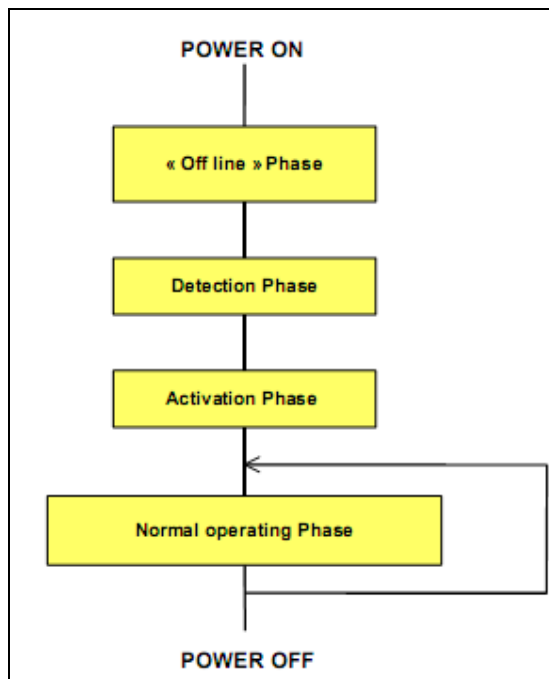 POWER ON
« Off line » Phase
Detection Phase
Activation Phase
Normal operating Phase
POWER OFF